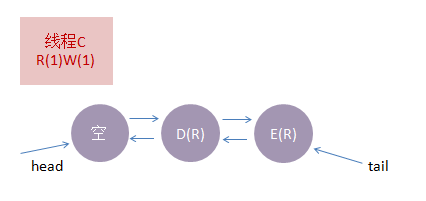 线程C
R(1)W(1)
空
D(R)
E(R)
head
tail